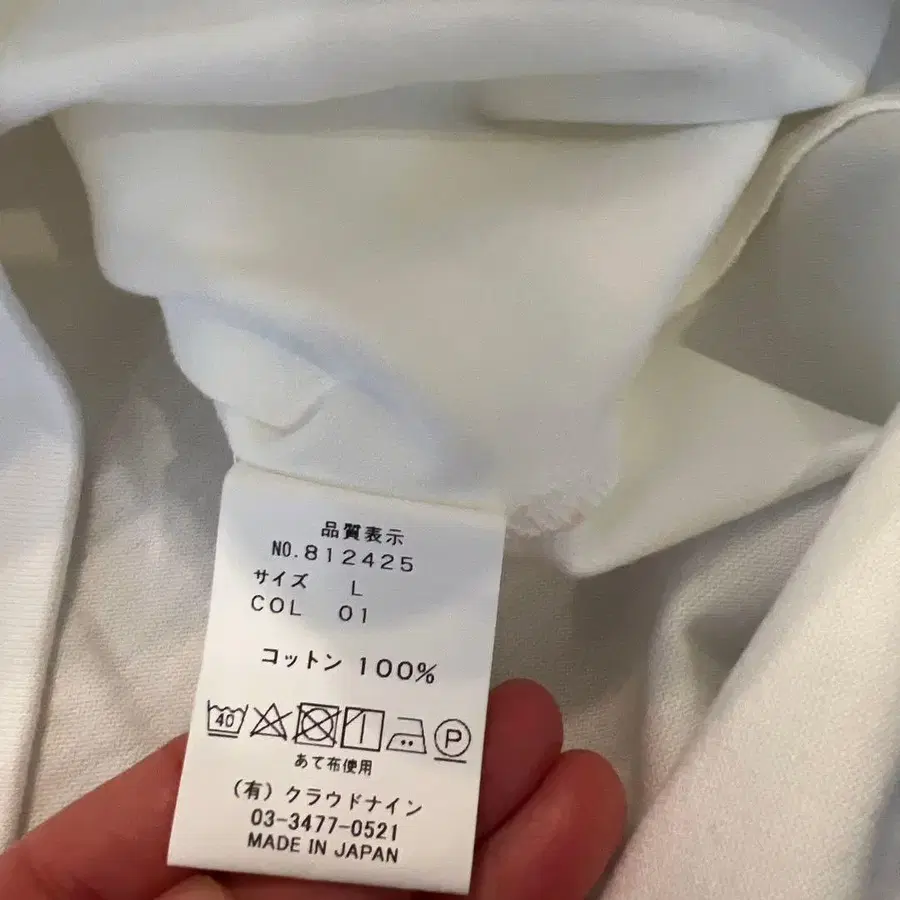 品質表示
NO.812425
サイズ L
COL 01
コットン 100%
40 P
あて布使用
(有)クラウドナイン
03-3477-0521
MADE IN JAPAN